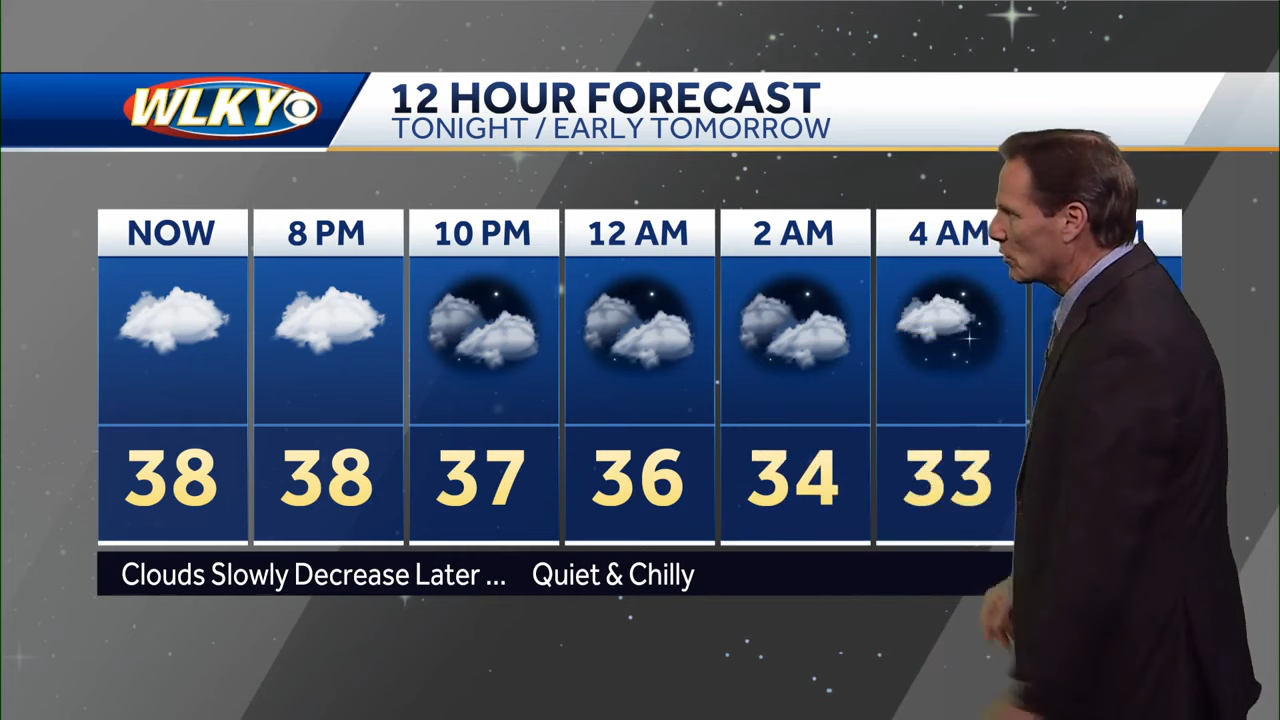 WLKY
12 HOUR FORECAST
TONIGHT / EARLY TOMORROW
NOW 8 PM 10 PM 12 AM 2 AM 4 AM
38 38 37 36 34 33
Clouds Slowly Decrease Later ... Quiet & Chilly